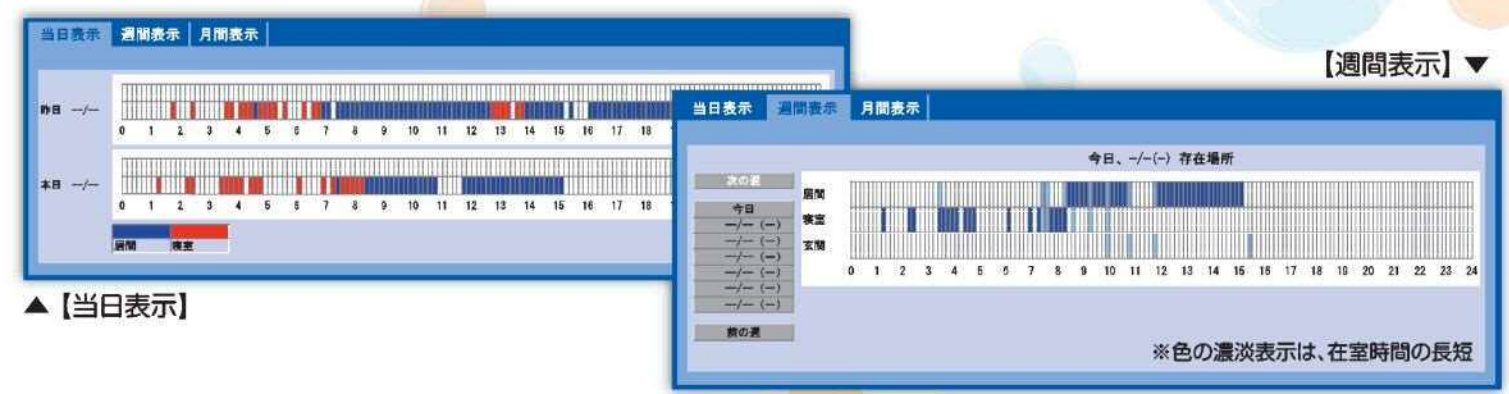 当日表示 週間表示 月間表示
昨日 --/--
0 1 2 3 4 5 6 7 8 9 10 11 12 13 14 15 16 17 18
本日 --/--
0 1 2 3 4 5 6 7 8 9 10 11 12 13 14 15 16 17 18
居間 寝室
▲【当日表示】
【週間表示】▼
当日表示 週間表示 月間表示
今日、-/-(-) 存在場所
次の週
今日
--/-- (-)
--/-- (-)
--/-- (-)
--/-- (-)
--/-- (-)
--/-- (-)
前の週
居間
寝室
玄関
0 1 2 3 4 5 6 7 8 9 10 11 12 13 14 15 16 17 18 19 20 21 22 23 24
※色の濃淡表示は、在室時間の長短